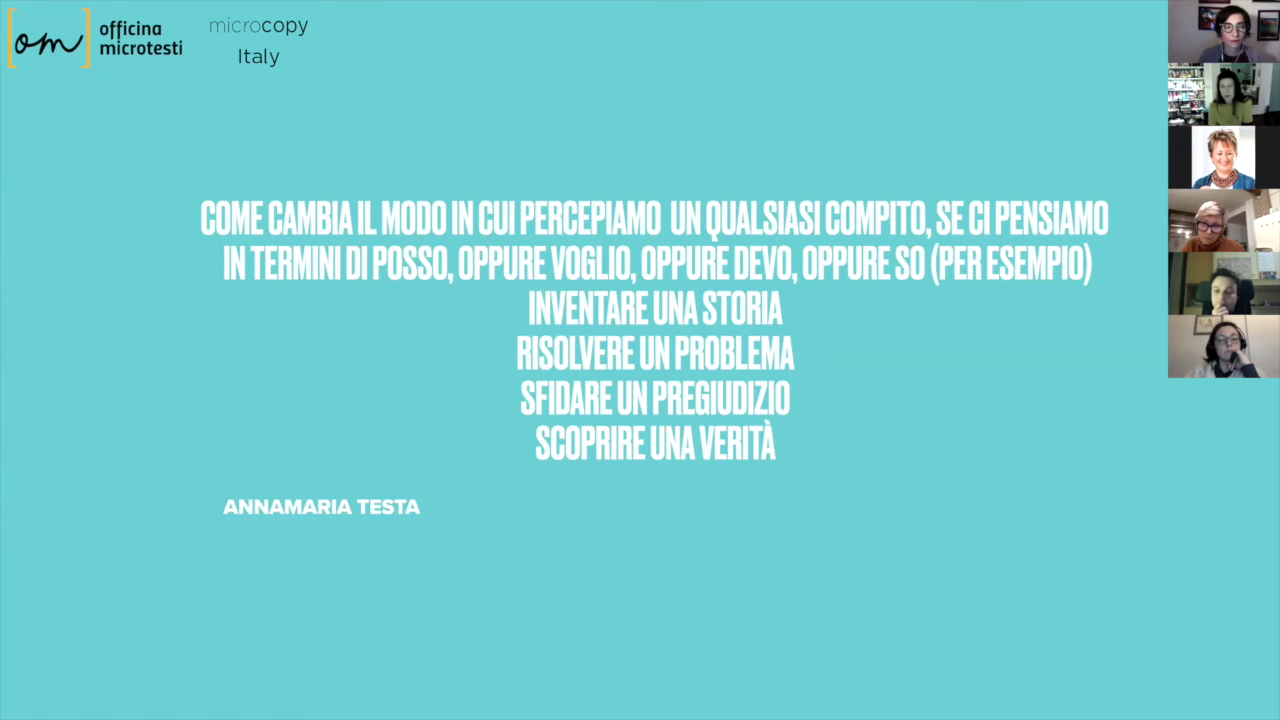 officina
microtesti
microcopy
Italy
COME CAMBIA IL MODO IN CUI PERCEPIAMO UN QUALSIASI COMPITO, SE CI PENSIAMO
IN TERMINI DI POSSO, OPPURE VOGLIO, OPPURE DEVO, OPPURE SO (PER ESEMPIO)
INVENTARE UNA STORIA
RISOLVERE UN PROBLEMA
SFIDARE UN PREGIUDIZIO
SCOPRIRE UNA VERITÀ
ANNAMARIA TESTA